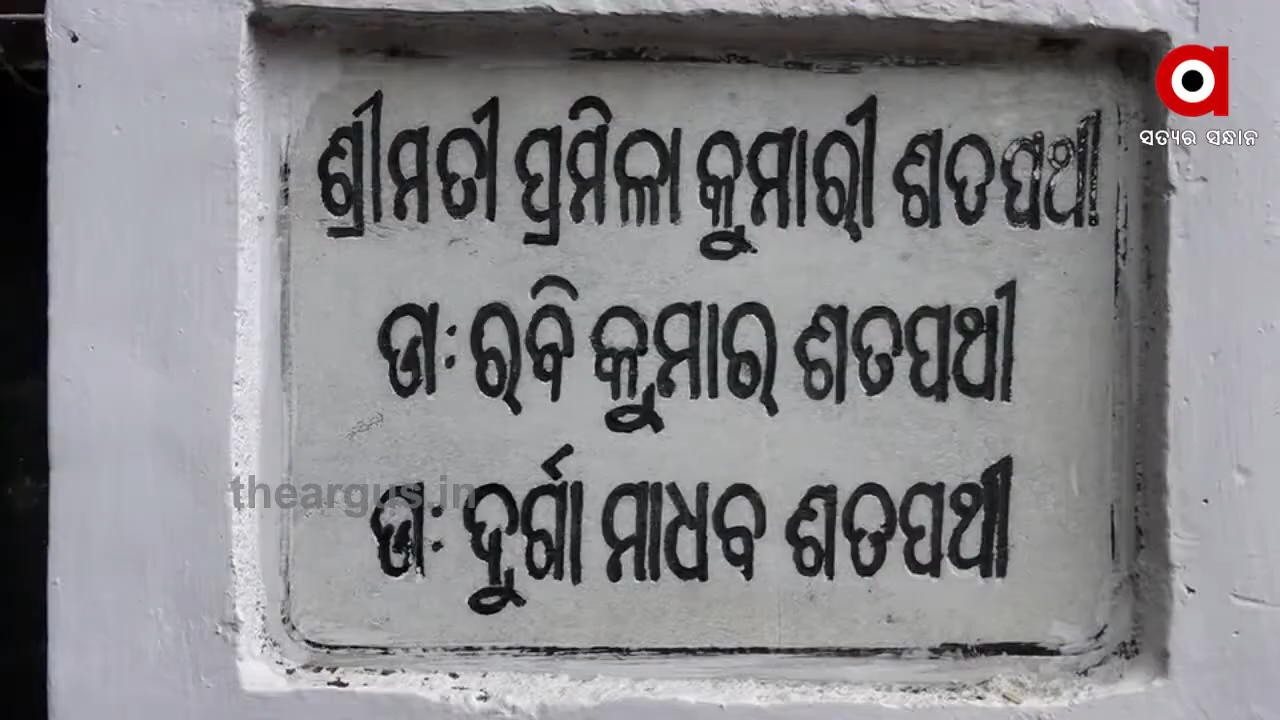 ଶ୍ରୀମତୀ ପ୍ରମିଳା କୁମାରୀ ଶତପଥୀ
ଡାଃ ରବି କୁମାର ଶତପଥୀ
ଡାଃ ଦୁର୍ଗା ମାଧବ ଶତପଥୀ
theargus.in
a
ସତ୍ୟର ସନ୍ଧାନ